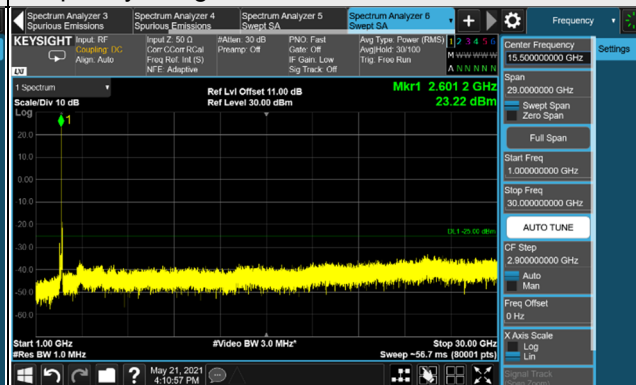 Spectrum Analyzer 3
Spurious Emissions
Spectrum Analyzer 4
Spurious Emissions
Spectrum Analyzer 5
Swept SA
Spectrum Analyzer 6
Swept SA
Frequency
KEYSIGHT
Input: RF
Coupling: DC
Align: Auto
Input Z: 50 Ω
Corr CCorr RCal
Freq Ref: Int (S)
NFE: Adaptive
#Atten: 30 dB
Preamp: Off
PNO: Fast
Gate: Off
IF Gain: Low
Sig Track: Off
Avg Type: Power (RMS)
Avg|Hold: 30/100
Trig: Free Run
1 2 3 4 5 6
M W W W W W
A N N N N N
LXI
1 Spectrum
Scale/Div 10 dB
Ref Lvl Offset 11.00 dB
Ref Level 30.00 dBm
Mkr1 2.601 2 GHz
23.22 dBm
Log
1
20.0
10.0
0.00
-10.0
-20.0
-30.0
-40.0
-50.0
-60.0
DL1 -25.00 dBm
Start 1.00 GHz
#Res BW 1.0 MHz
#Video BW 3.0 MHz*
Stop 30.00 GHz
Sweep ~56.7 ms (80001 pts)
May 21, 2021
4:10:57 PM
Settings
Center Frequency
15.500000000 GHz
Span
29.0000000 GHz
Swept Span
Zero Span
Full Span
Start Freq
1.000000000 GHz
Stop Freq
30.000000000 GHz
AUTO TUNE
CF Step
2.900000000 GHz
Auto
Man
Freq Offset
0 Hz
X Axis Scale
Log
Lin
Signal Track